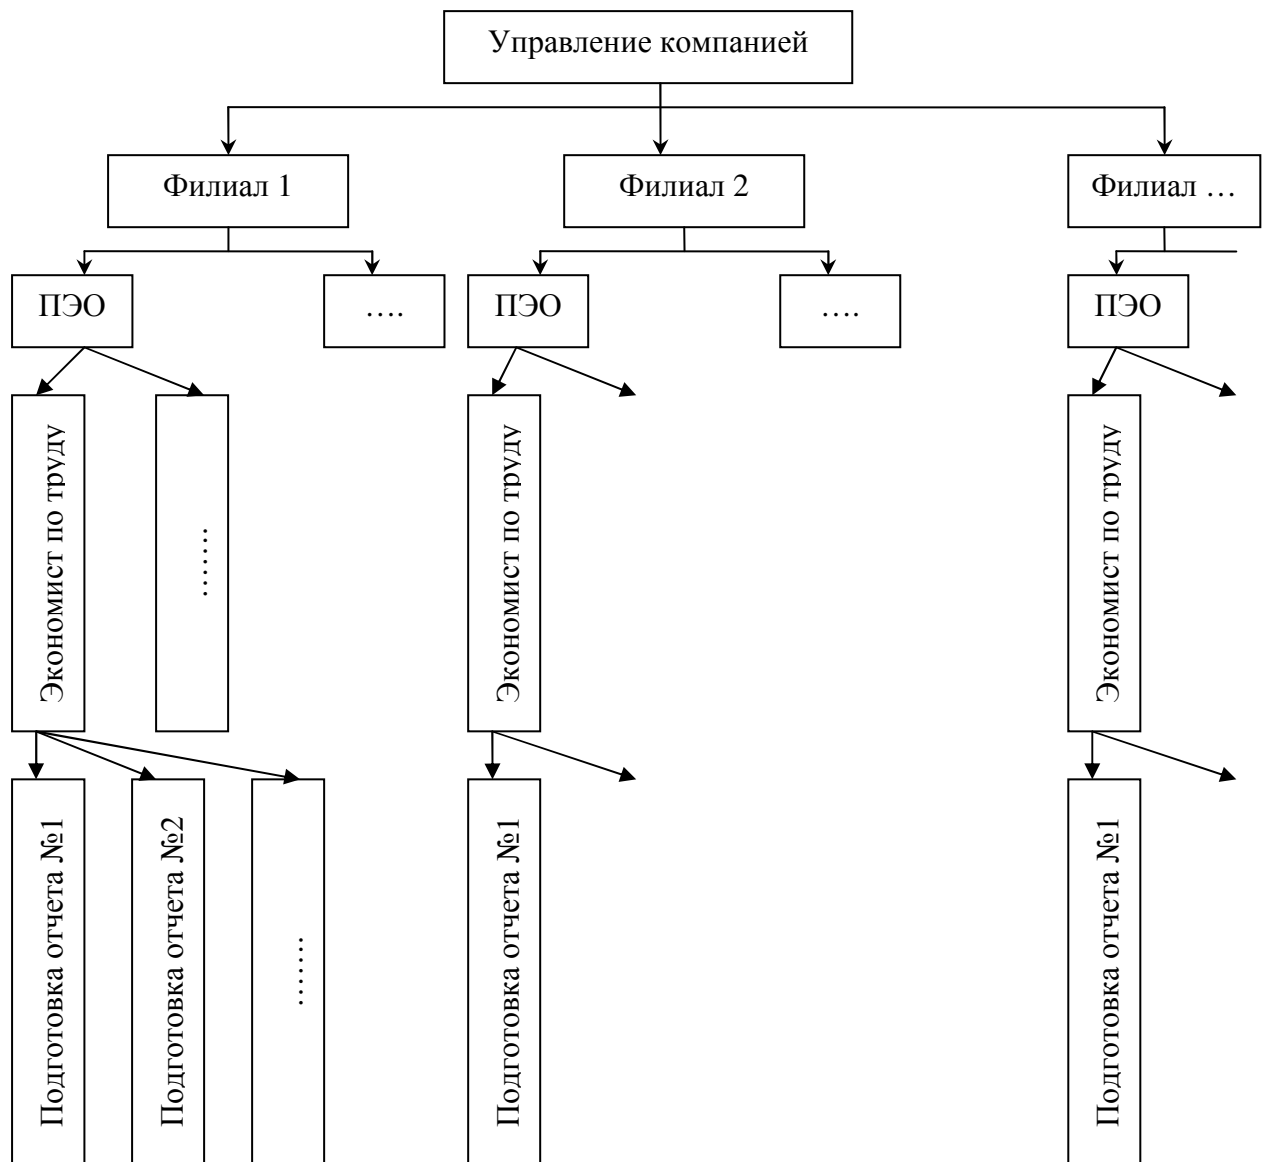 Управление компанией
Филиал 1
Филиал 2
Филиал …
ПЭО
….
ПЭО
….
ПЭО
Экономист по труду
……..
Экономист по труду
Экономист по труду
Подготовка отчета №1
Подготовка отчета №2
……..
Подготовка отчета №1
Подготовка отчета №1